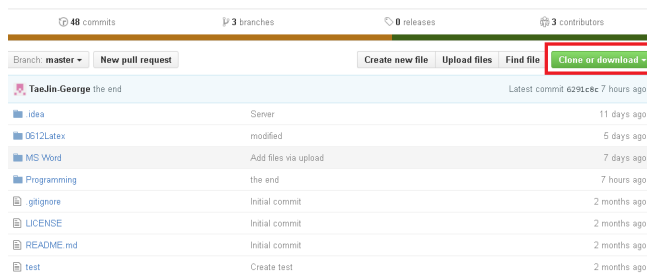 48 commits 3 branches 0 releases 3 contributors
Branch: master New pull request Create new file Upload files Find file Clone or download
TaeJin-George the end Latest commit 6291c8c 7 hours ago
.idea Server 11 days ago
0612Latex modified 5 days ago
MS Word Add files via upload 7 days ago
Programming the end 7 hours ago
.gitignore Initial commit 2 months ago
LICENSE Initial commit 2 months ago
README.md Initial commit 2 months ago
test Create test 2 months ago